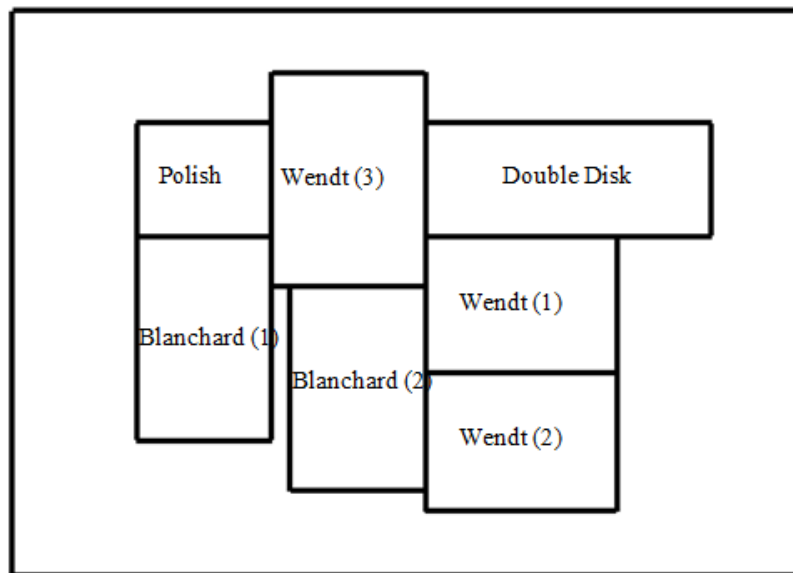 Polish
Wendt (3)
Double Disk
Wendt (1)
Blanchard (1)
Blanchard (2)
Wendt (2)